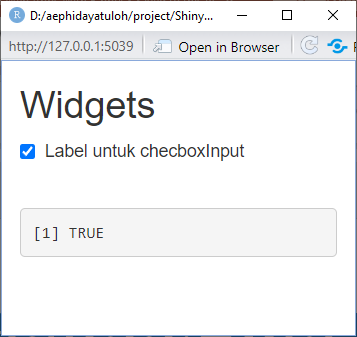 D:/aephidayatuloh/project/Shiny...
http://127.0.0.1:5039
Open in Browser
Widgets
Label untuk checboxInput
[1] TRUE